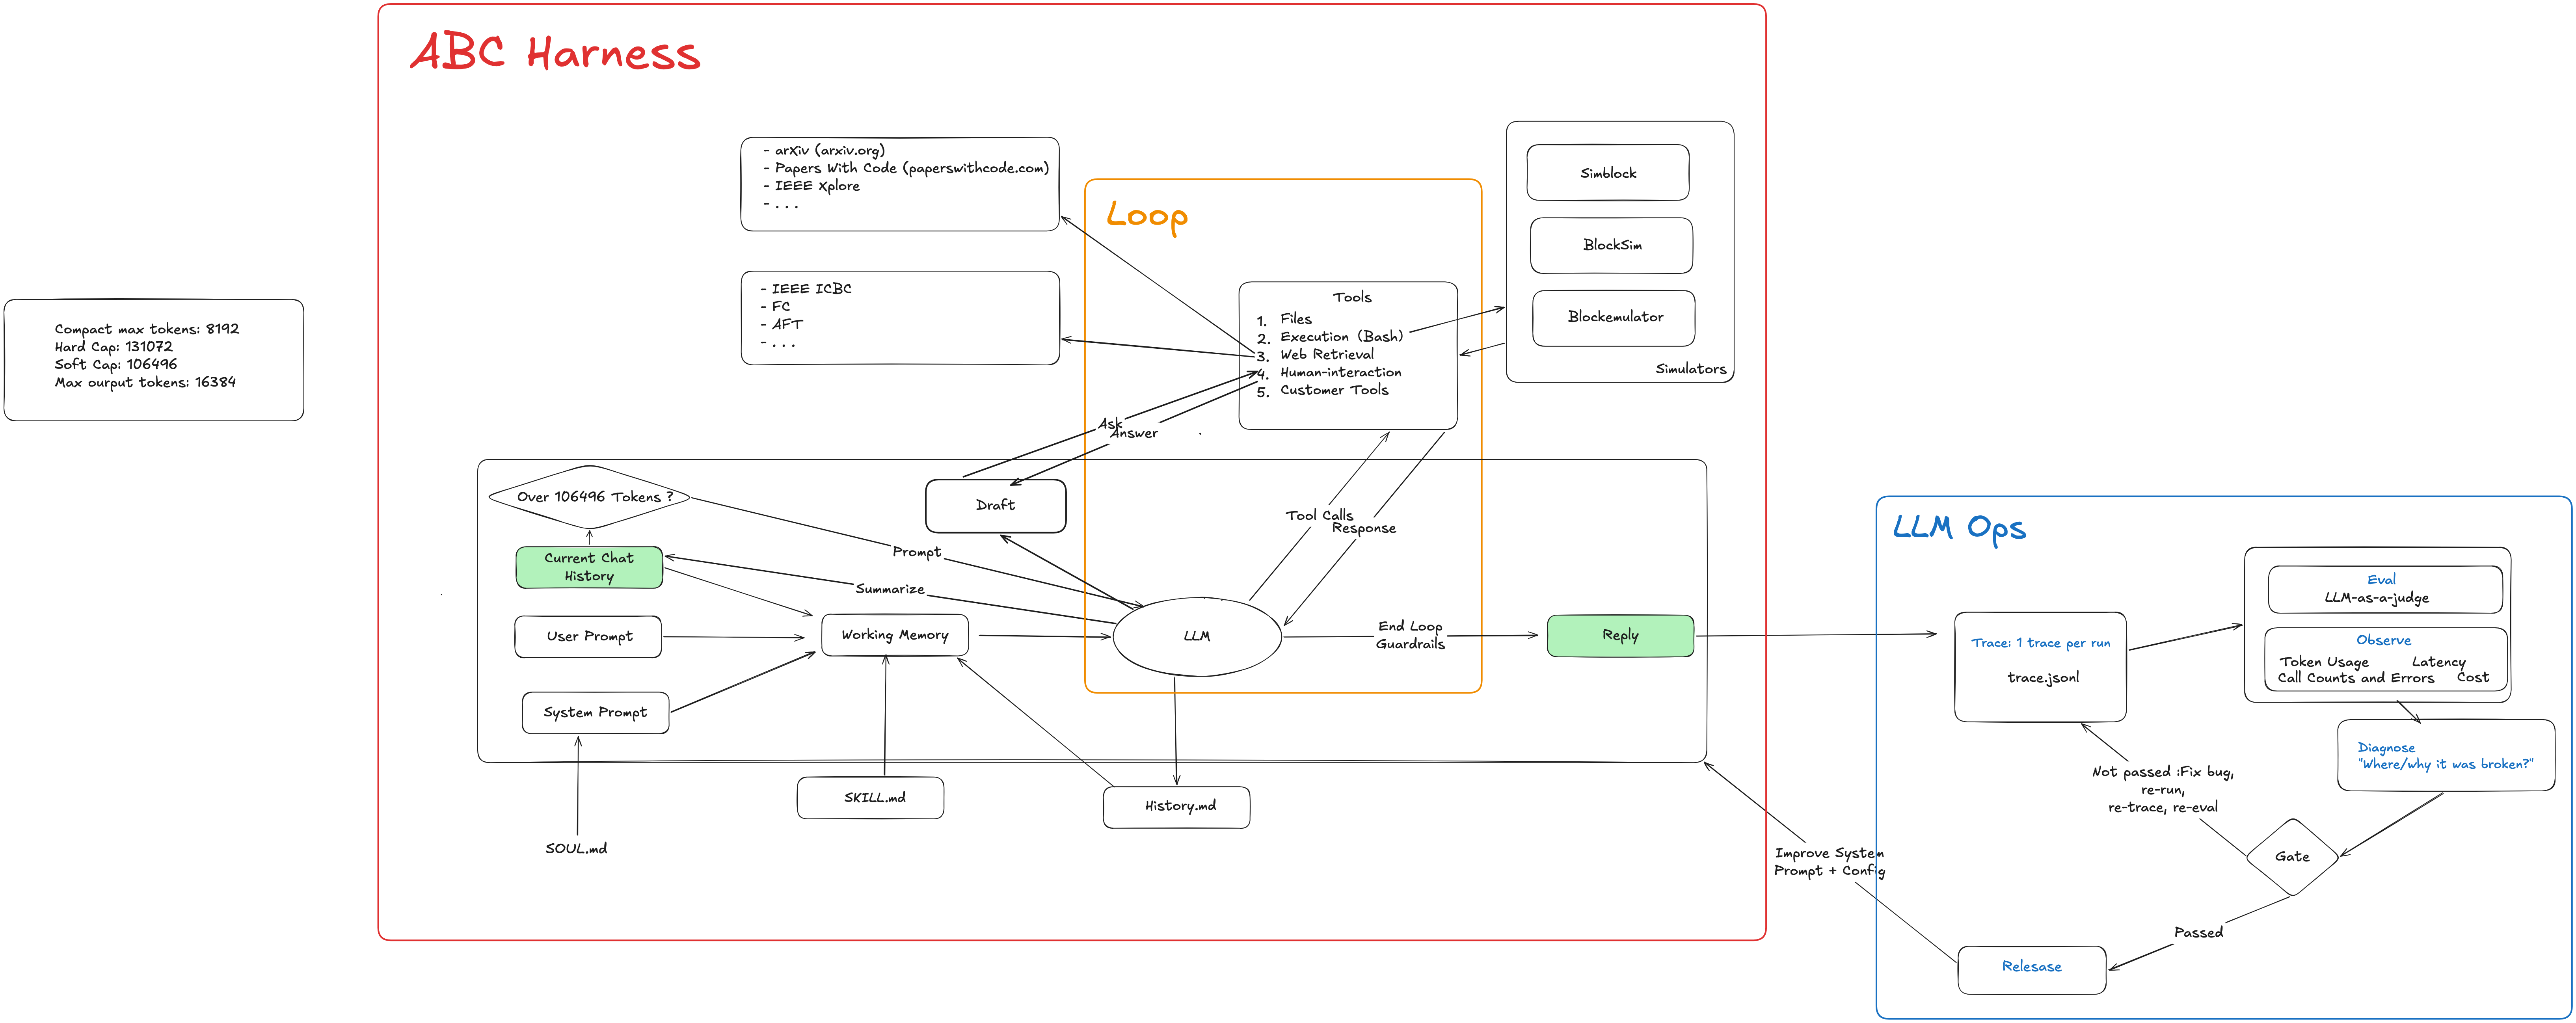 ABC Harness
- arXiv (arxiv.org)
- Papers With Code (paperswithcode.com)
- IEEE Xplore
- . . .
- IEEE ICBC
- FC
- AFT
- . . .
Compact max tokens: 8192
Hard Cap: 131072
Soft Cap: 106496
Max ourput tokens: 16384
Loop
Tools
1. Files
2. Execution (Bash)
3. Web Retrieval
4. Human-interaction
5. Customer Tools
Simblock
BlockSim
Blockemulator
Simulators
Ask
Answer
Over 106496 Tokens ?
Draft
Tool Calls
Response
Prompt
Current Chat
History
Summarize
User Prompt
Working Memory
LLM
End Loop
Guardrails
Reply
System Prompt
SKILL.md
History.md
SOUL.md
LLM Ops
Eval
LLM-as-a-judge
Observe
Token Usage Latency
Call Counts and Errors Cost
Trace: 1 trace per run
trace.jsonl
Diagnose
"Where/why it was broken?"
Not passed :Fix bug,
re-run,
re-trace, re-eval
Gate
Improve System
Prompt + Config
Passed
Relesase